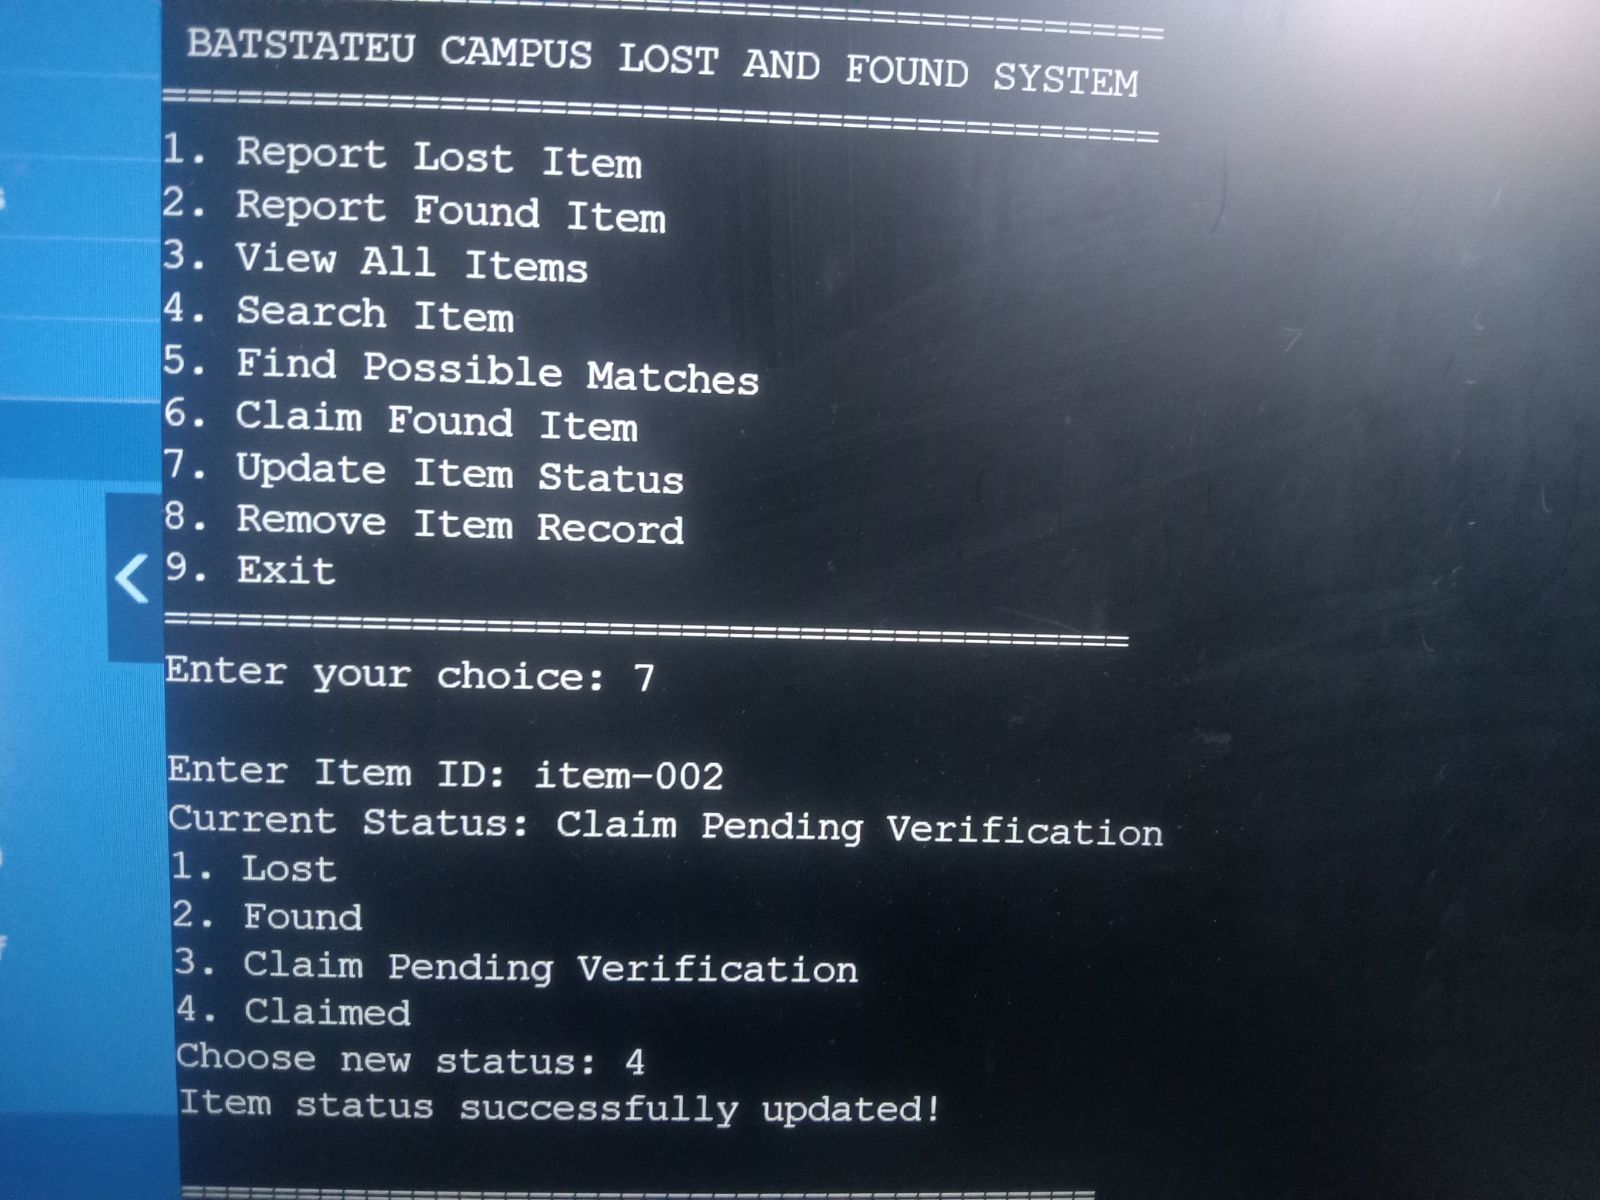 ==========================================
BATSTATEU CAMPUS LOST AND FOUND SYSTEM
==========================================
1. Report Lost Item
2. Report Found Item
3. View All Items
4. Search Item
5. Find Possible Matches
6. Claim Found Item
7. Update Item Status
8. Remove Item Record
9. Exit
==========================================
Enter your choice: 7

Enter Item ID: item-002
Current Status: Claim Pending Verification
1. Lost
2. Found
3. Claim Pending Verification
4. Claimed
Choose new status: 4
Item status successfully updated!

==========================================